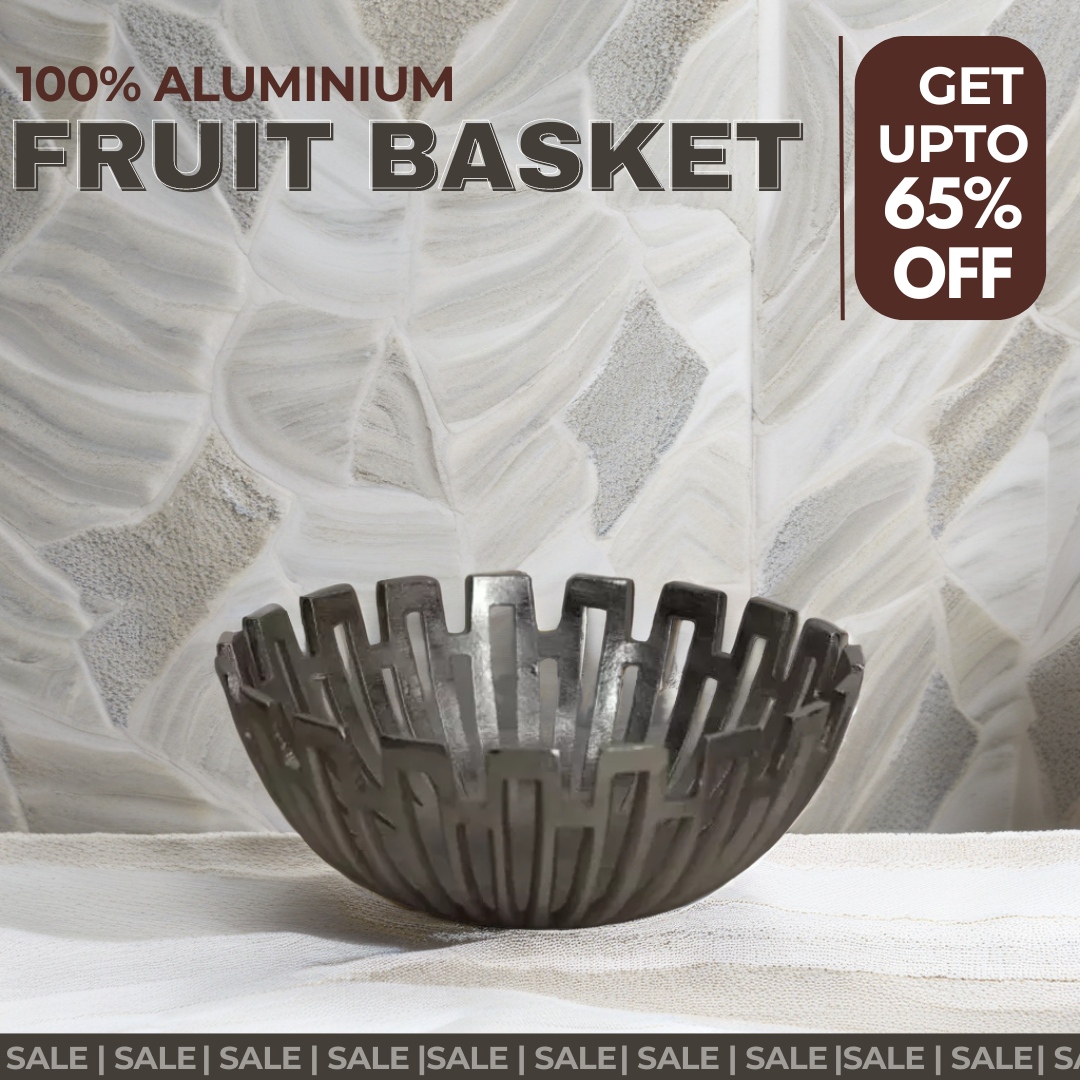 100% ALUMINIUM
FRUIT BASKET
GET
UPTO
65%
OFF
SALE | SALE| SALE | SALE |SALE | SALE| SALE | SALE |SALE | SALE| SA